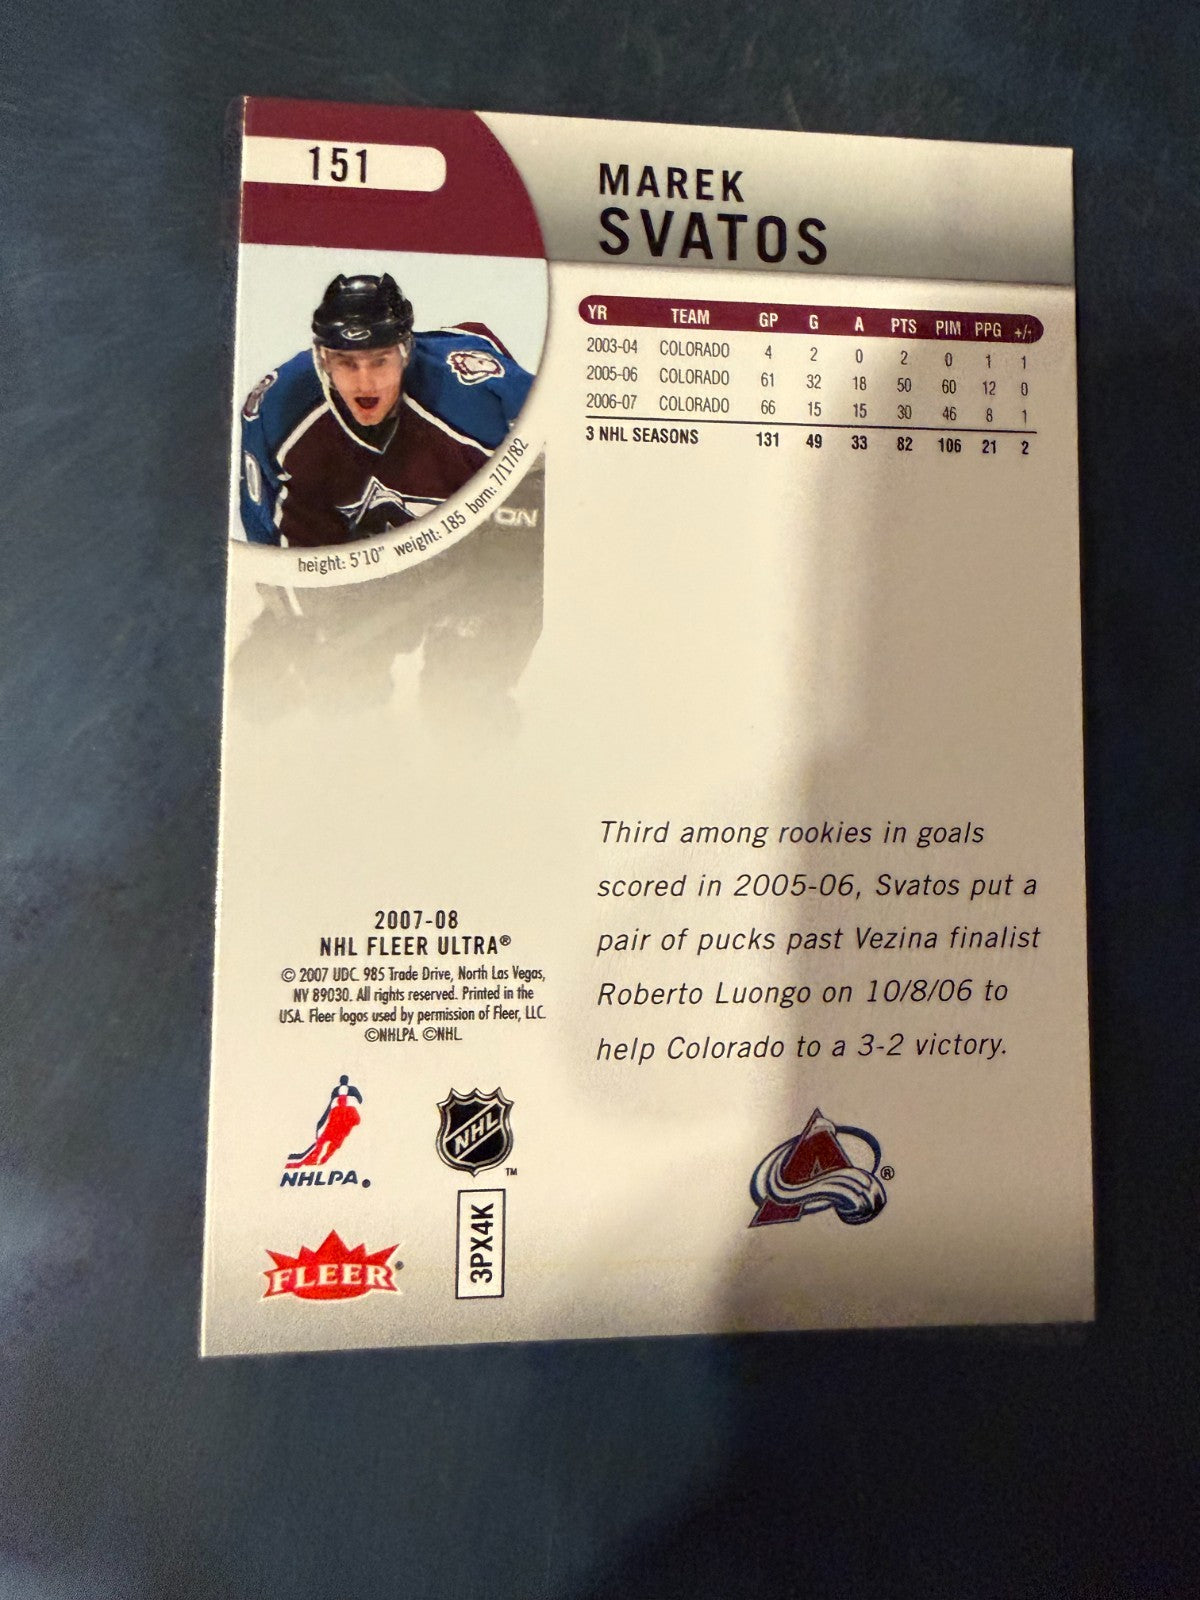 151
MAREK
SVATOS
YR TEAM GP G A PTS PIM PPG +/-
2003-04 COLORADO 4 2 0 2 0 1 1
2005-06 COLORADO 61 32 18 50 60 12 0
2006-07 COLORADO 66 15 15 30 46 8 1
3 NHL SEASONS 131 49 33 82 106 21 2
height: 5'10" weight: 185 born: 7/17/82
ON
Third among rookies in goals
scored in 2005-06, Svatos put a
pair of pucks past Vezina finalist
Roberto Luongo on 10/8/06 to
help Colorado to a 3-2 victory.
2007-08
NHL FLEER ULTRA®
© 2007 UDC. 985 Trade Drive, North Las Vegas,
NV 89030. All rights reserved. Printed in the
USA. Fleer logos used by permission of Fleer, LLC.
©NHLPA. ©NHL.
NHLPA®
NHL™
3PX4K
FLEER®
A®